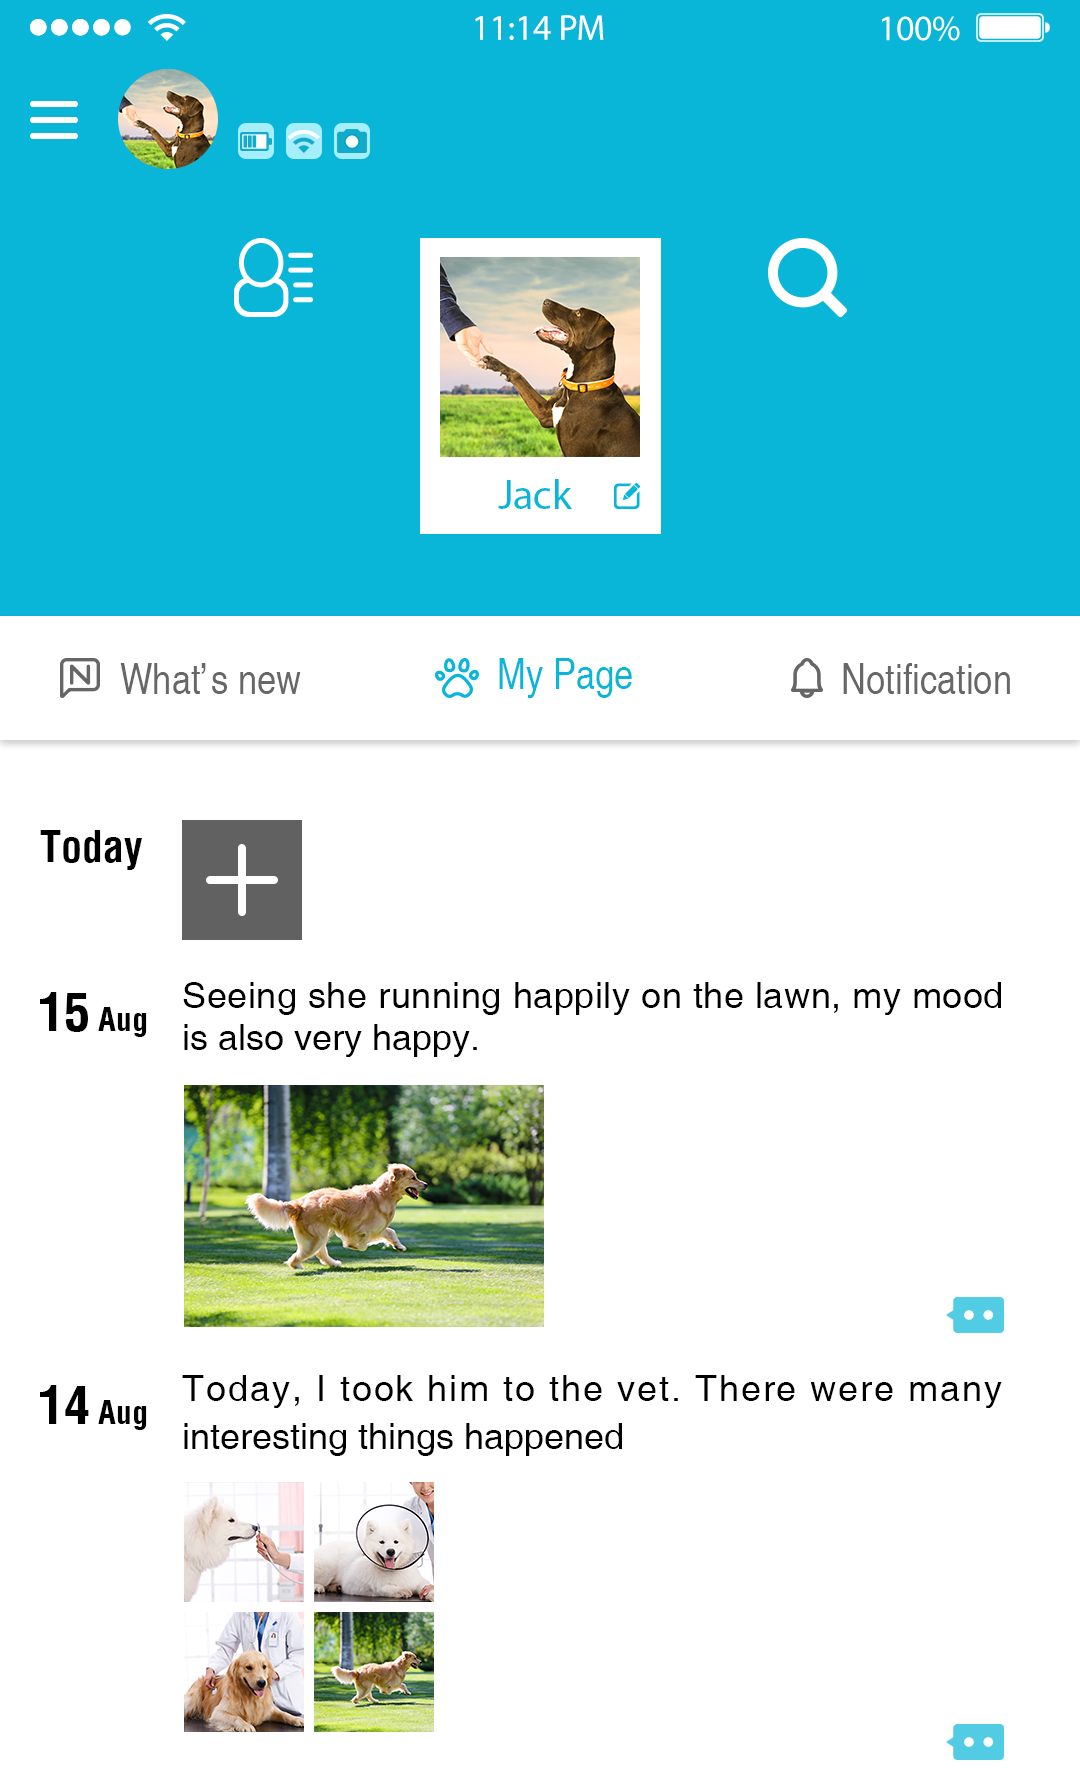 11:14 PM
100%
Jack
What's new
My Page
Notification
Today
15 Aug
Seeing she running happily on the lawn, my mood
is also very happy.
14 Aug
Today, I took him to the vet. There were many
interesting things happened